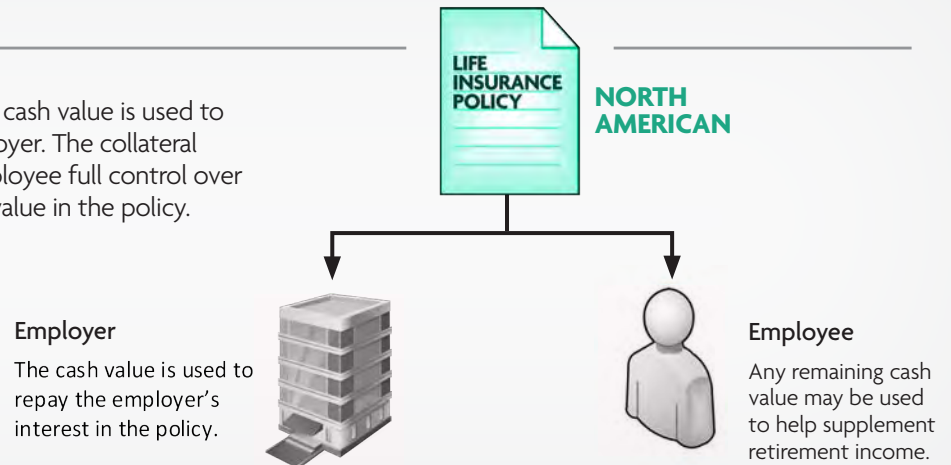 LIFE
INSURANCE
POLICY
NORTH
AMERICAN
cash value is used to
The collateral
full control over
value in the policy.
Employer
The cash value is used to
repay the employer’s
interest in the policy.
Employee
Any remaining cash
value may be used
to help supplement
retirement income.